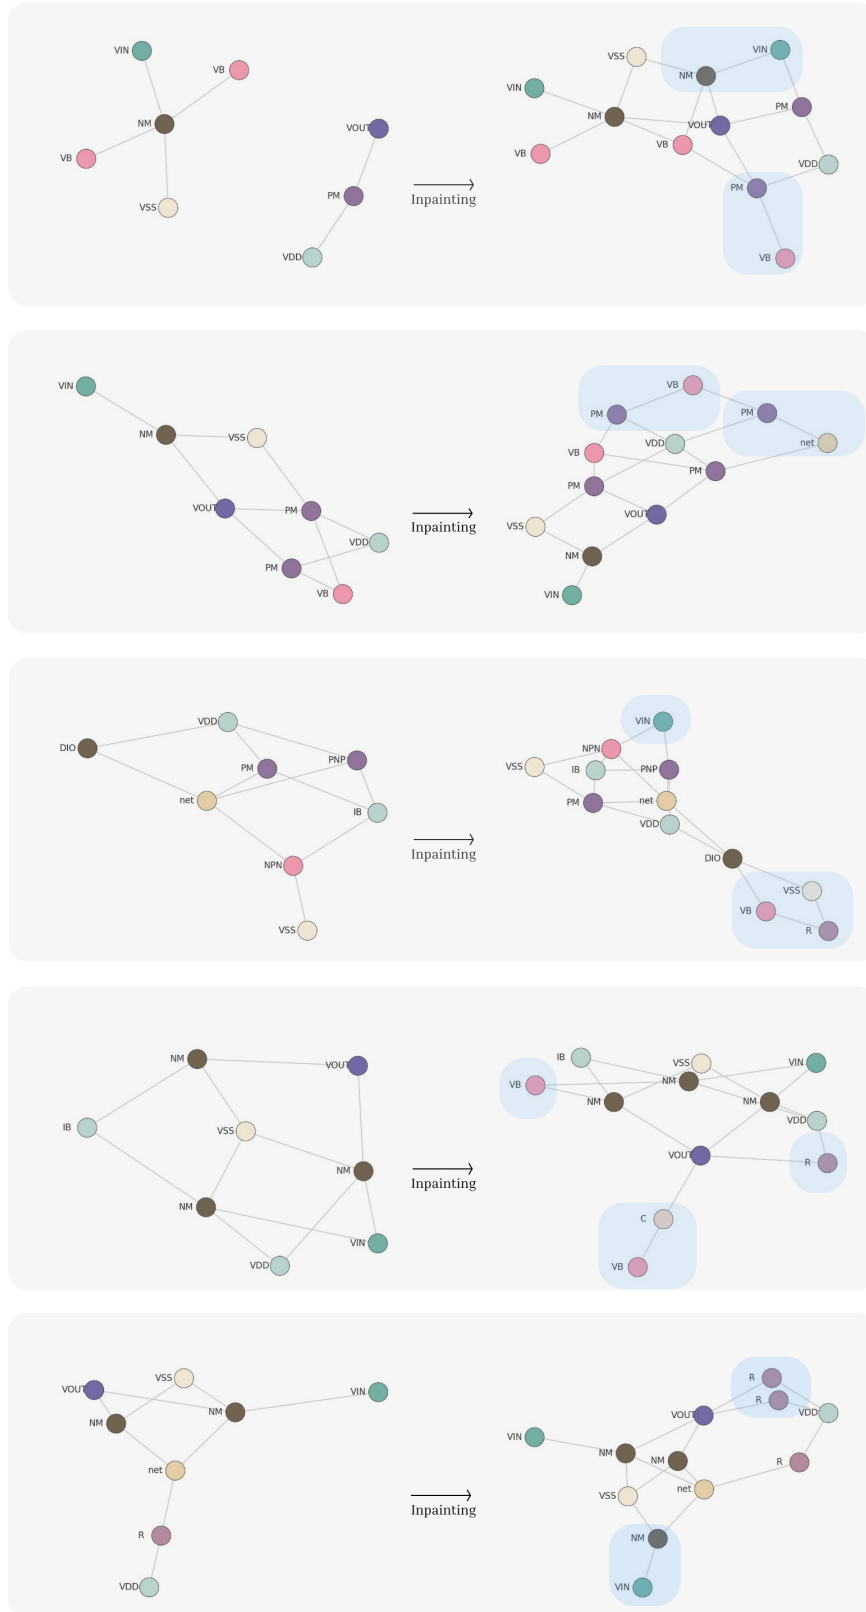 VIN
VB
NM
VB
VSS
VOUT
PM
VDD
Inpainting
VIN
VSS
NM
VIN
PM
NM
VOUT
VB
VB
VDD
PM
VB
VIN
NM
VSS
VOUT
PM
VDD
PM
VB
Inpainting
VB
PM
PM
VDD
net
VB
PM
PM
VOUT
VSS
NM
VIN
VDD
DIO
PM
PNP
net
IB
NPN
VSS
Inpainting
VIN
NPN
VSS
IB
PNP
PM
net
VDD
DIO
VSS
VB
R
NM
VOUT
IB
VSS
NM
NM
VIN
VDD
Inpainting
IB
VSS
VIN
VB
NM
NM
NM
VDD
VOUT
R
C
VB
VOUT
VSS
VIN
NM
NM
net
R
VDD
Inpainting
R
R
VOUT
VDD
VIN
NM
NM
R
VSS
net
NM
VIN